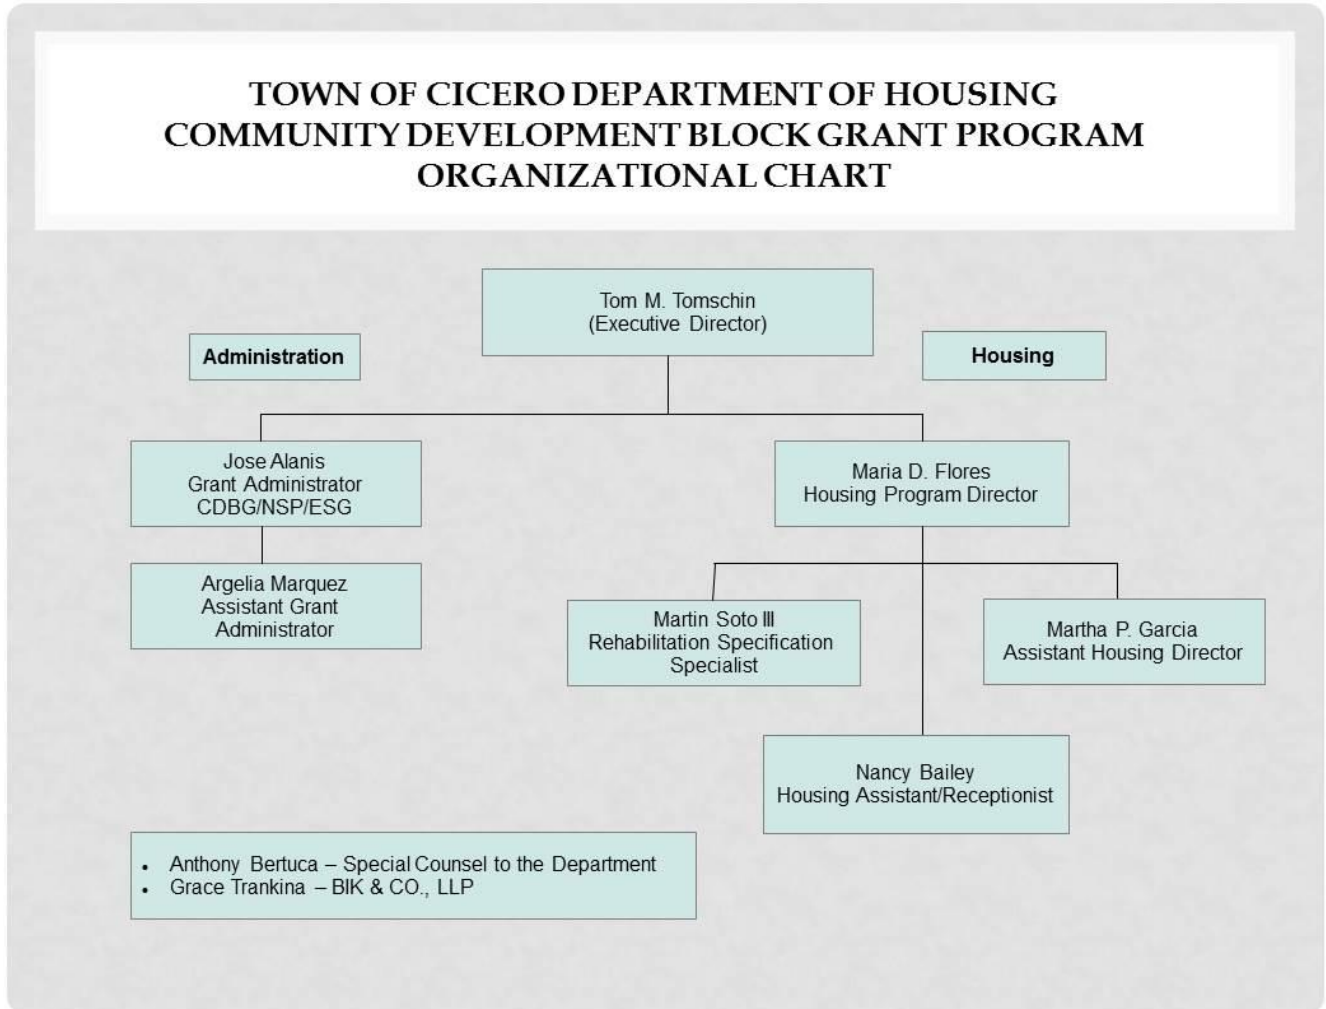 TOWN OF CICERO DEPARTMENT OF HOUSING
COMMUNITY DEVELOPMENT BLOCK GRANT PROGRAM
ORGANIZATIONAL CHART
Tom M. Tomschin
(Executive Director)
Administration
Housing
Jose Alanis
Grant Administrator
CDBG/NSP/ESG
Maria D. Flores
Housing Program Director
Argelia Marquez
Assistant Grant
Administrator
Martin Soto III
Rehabilitation Specification
Specialist
Martha P. Garcia
Assistant Housing Director
Nancy Bailey
Housing Assistant/Receptionist
• Anthony Bertuca – Special Counsel to the Department
• Grace Trankina – BIK & CO., LLP